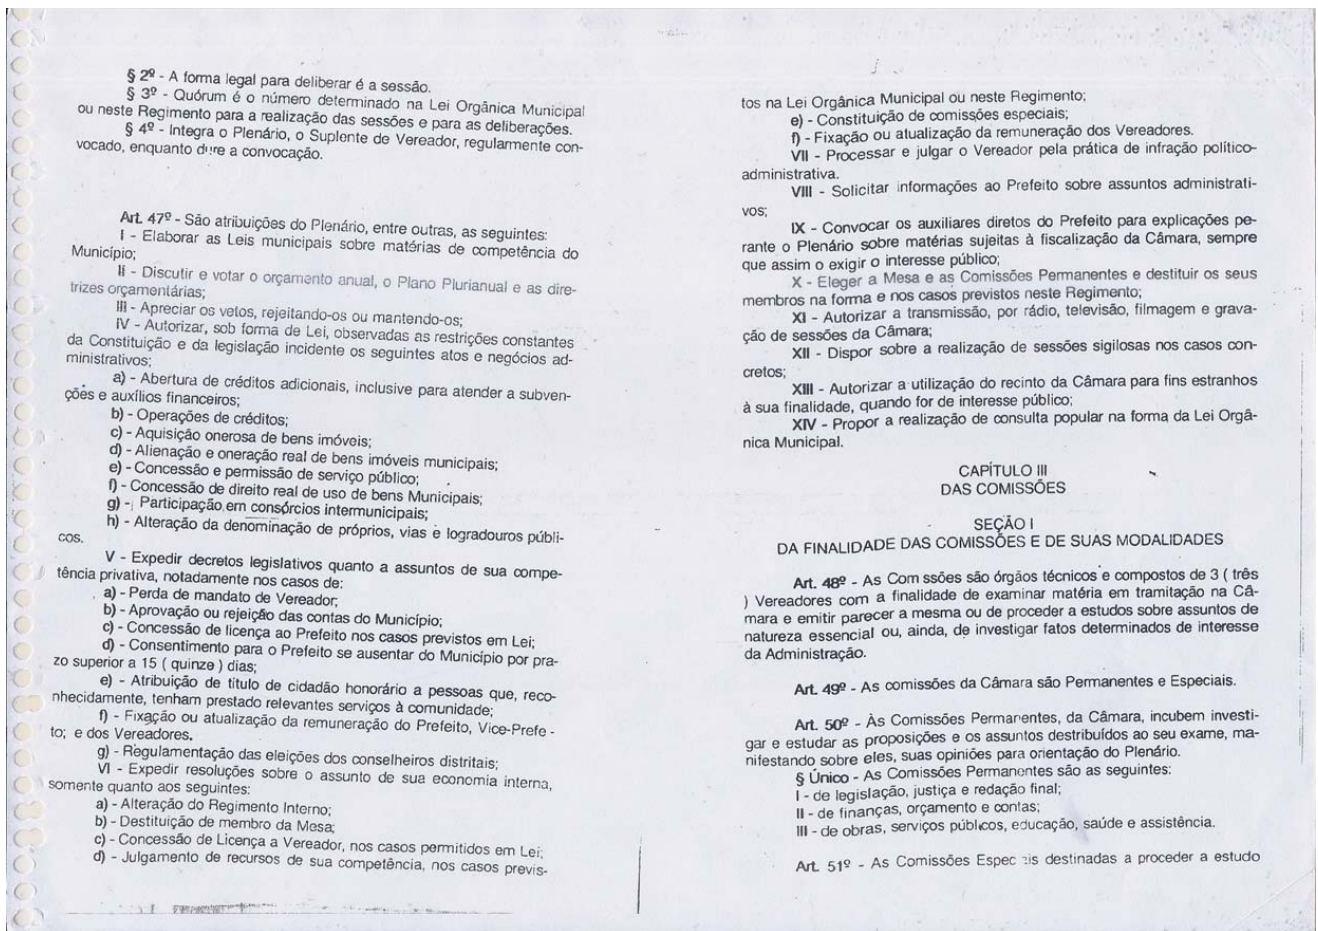 § 2º - A forma legal para deliberar é a sessão.
§ 3º - Quórum é o número determinado na Lei Orgânica Municipal
ou neste Regimento para a realização das sessões e para as deliberações.
§ 4º - Integra o Plenário, o Suplente de Vereador, regularmente con-
vocado, enquanto dure a convocação.
Art. 47º - São atribuições do Plenário, entre outras, as seguintes:
I - Elaborar as Leis municipais sobre matérias de competência do
Município;
II - Discutir e votar o orçamento anual, o Plano Plurianual e as dire-
trizes orçamentárias;
III - Apreciar os vetos, rejeitando-os ou mantendo-os;
IV - Autorizar, sob forma de Lei, observadas as restrições constantes
da Constituição e da legislação incidente os seguintes atos e negócios ad-
ministrativos;
a) - Abertura de créditos adicionais, inclusive para atender a subven-
ções e auxílios financeiros;
b) - Operações de créditos;
c) - Aquisição onerosa de bens imóveis;
d) - Alienação e oneração real de bens imóveis municipais;
e) - Concessão e permissão de serviço público;
f) - Concessão de direito real de uso de bens Municipais;
g) - Participação em consórcios intermunicipais;
h) - Alteração da denominação de próprios, vias e logradouros públi-
cos.
V - Expedir decretos legislativos quanto a assuntos de sua compe-
tência privativa, notadamente nos casos de:
a) - Perda de mandato de Vereador;
b) - Aprovação ou rejeição das contas do Município;
c) - Concessão de licença ao Prefeito nos casos previstos em Lei;
d) - Consentimento para o Prefeito se ausentar do Município por pra-
zo superior a 15 ( quinze ) dias;
e) - Atribuição de título de cidadão honorário a pessoas que, reco-
nhecidamente, tenham prestado relevantes serviços à comunidade;
f) - Fixação ou atualização da remuneração do Prefeito, Vice-Prefe -
to; e dos Vereadores.
g) - Regulamentação das eleições dos conselheiros distritais;
VI - Expedir resoluções sobre o assunto de sua economia interna,
somente quanto aos seguintes:
a) - Alteração do Regimento Interno;
b) - Destituição de membro da Mesa;
c) - Concessão de Licença a Vereador, nos casos permitidos em Lei;
d) - Julgamento de recursos de sua competência, nos casos previs-
tos na Lei Orgânica Municipal ou neste Regimento;
e) - Constituição de comissões especiais;
f) - Fixação ou atualização da remuneração dos Vereadores.
VII - Processar e julgar o Vereador pela prática de infração político-
administrativa.
VIII - Solicitar informações ao Prefeito sobre assuntos administrati-
vos;
IX - Convocar os auxiliares diretos do Prefeito para explicações pe-
rante o Plenário sobre matérias sujeitas à fiscalização da Câmara, sempre
que assim o exigir o interesse público;
X - Eleger a Mesa e as Comissões Permanentes e destituir os seus
membros na forma e nos casos previstos neste Regimento;
XI - Autorizar a transmissão, por rádio, televisão, filmagem e grava-
ção de sessões da Câmara;
XII - Dispor sobre a realização de sessões sigilosas nos casos con-
cretos;
XIII - Autorizar a utilização do recinto da Câmara para fins estranhos
à sua finalidade, quando for de interesse público;
XIV - Propor a realização de consulta popular na forma da Lei Orgâ-
nica Municipal.
CAPÍTULO III
DAS COMISSÕES
SEÇÃO I
DA FINALIDADE DAS COMISSÕES E DE SUAS MODALIDADES
Art. 48º - As Com ssões são órgãos técnicos e compostos de 3 ( três
) Vereadores com a finalidade de examinar matéria em tramitação na Câ-
mara e emitir parecer a mesma ou de proceder a estudos sobre assuntos de
natureza essencial ou, ainda, de investigar fatos determinados de interesse
da Administração.
Art. 49º - As comissões da Câmara são Permanentes e Especiais.
Art. 50º - Às Comissões Permanentes, da Câmara, incubem investi-
gar e estudar as proposições e os assuntos destribuídos ao seu exame, ma-
nifestando sobre eles, suas opiniões para orientação do Plenário.
§ Único - As Comissões Permanentes são as seguintes:
I - de legislação, justiça e redação final;
II - de finanças, orçamento e contas;
III - de obras, serviços públicos, educação, saúde e assistência.
Art. 51º - As Comissões Espec ais destinadas a proceder a estudo